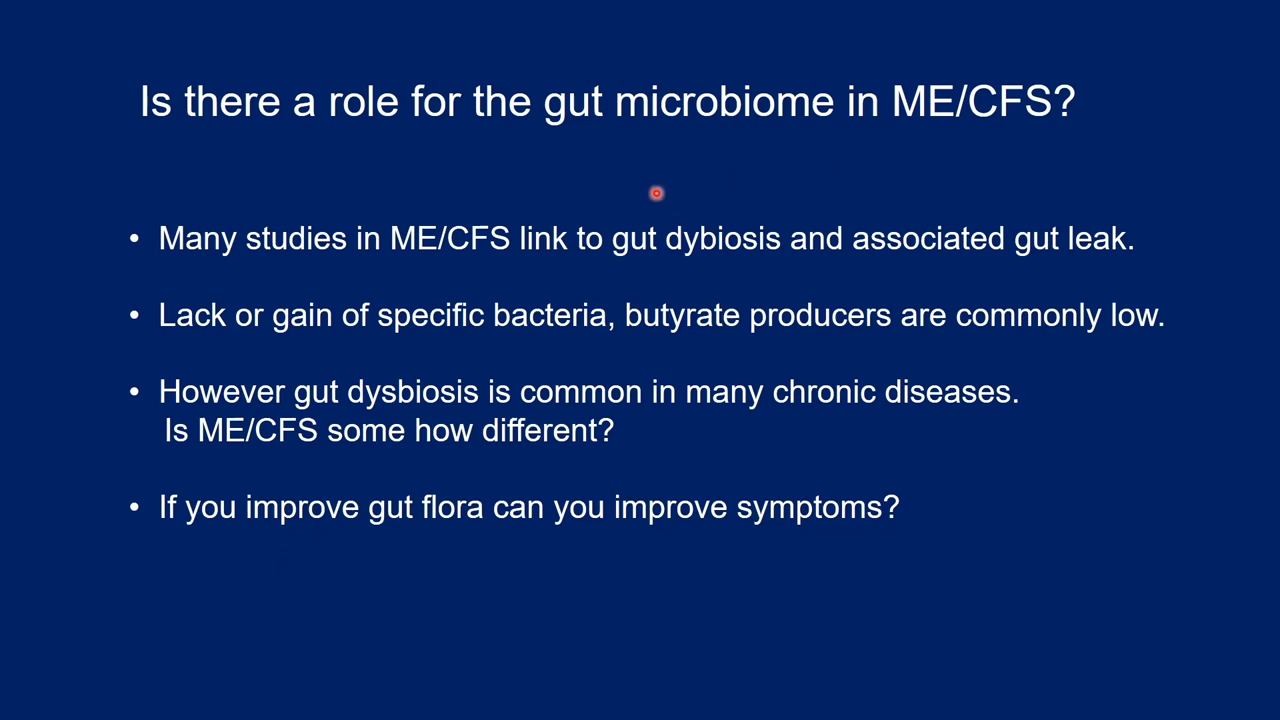 Is there a role for the gut microbiome in ME/CFS?
• Many studies in ME/CFS link to gut dybiosis and associated gut leak.
• Lack or gain of specific bacteria, butyrate producers are commonly low.
• However gut dysbiosis is common in many chronic diseases.
Is ME/CFS some how different?
• If you improve gut flora can you improve symptoms?